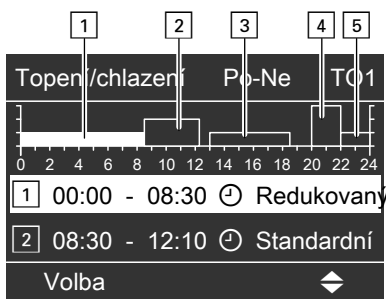 1 2 3 4 5
Topení/chlazení Po-Ne TO1
0 2 4 6 8 10 12 14 16 18 20 22 24
1 00:00 - 08:30 Redukovaný
2 08:30 - 12:10 Standardní
Volba